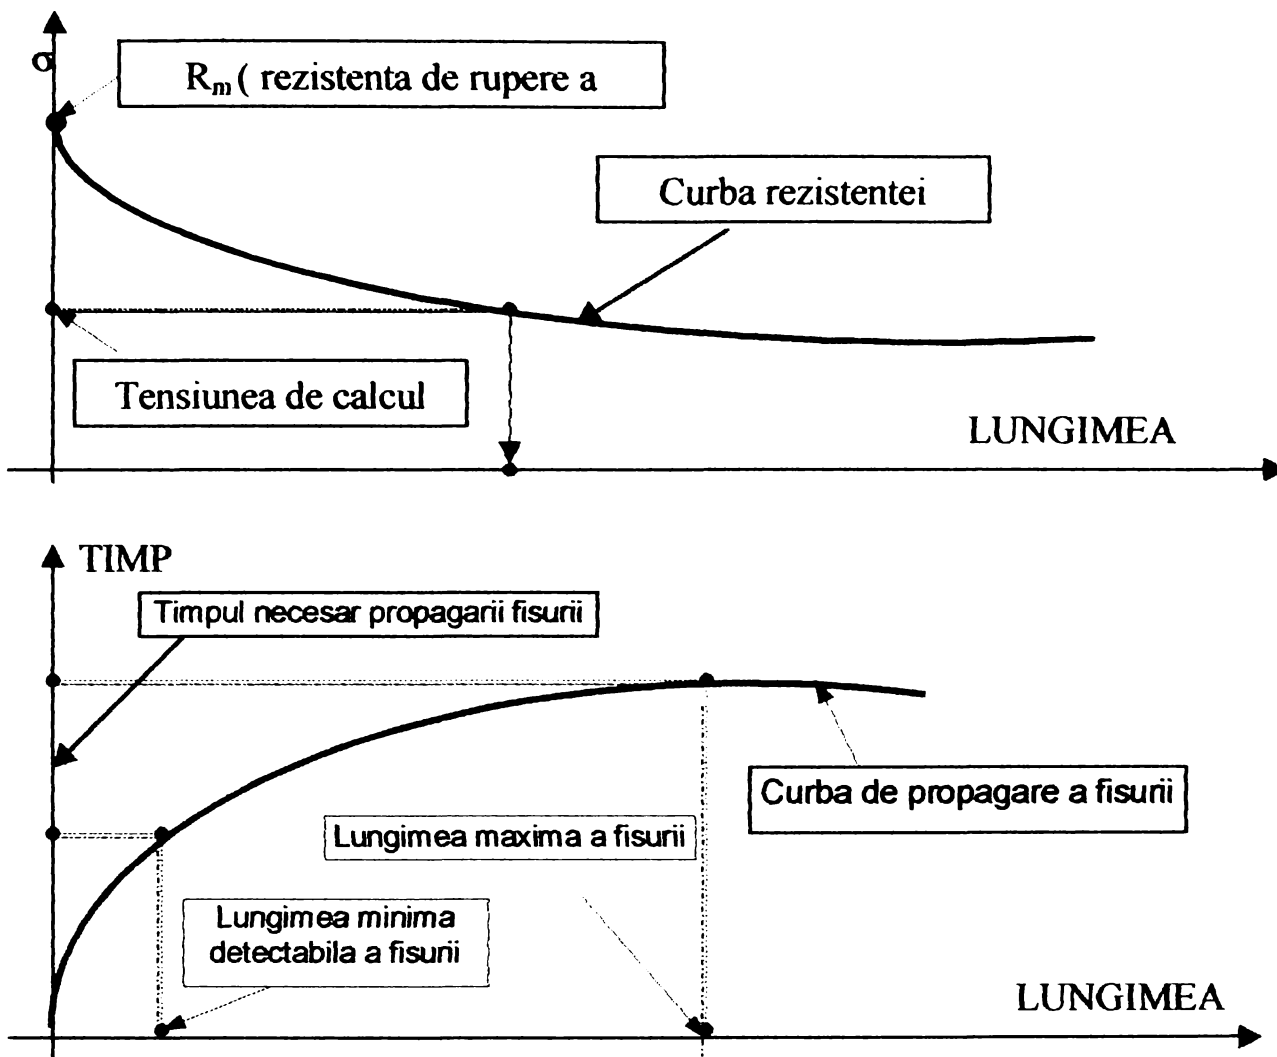 σ
R_m ( rezistenta de rupere a
Curba rezistentei
Tensiunea de calcul
LUNGIMEA
TIMP
Timpul necesar propagarii fisurii
Curba de propagare a fisurii
Lungimea maxima a fisurii
Lungimea minima
detectabila a fisurii
LUNGIMEA